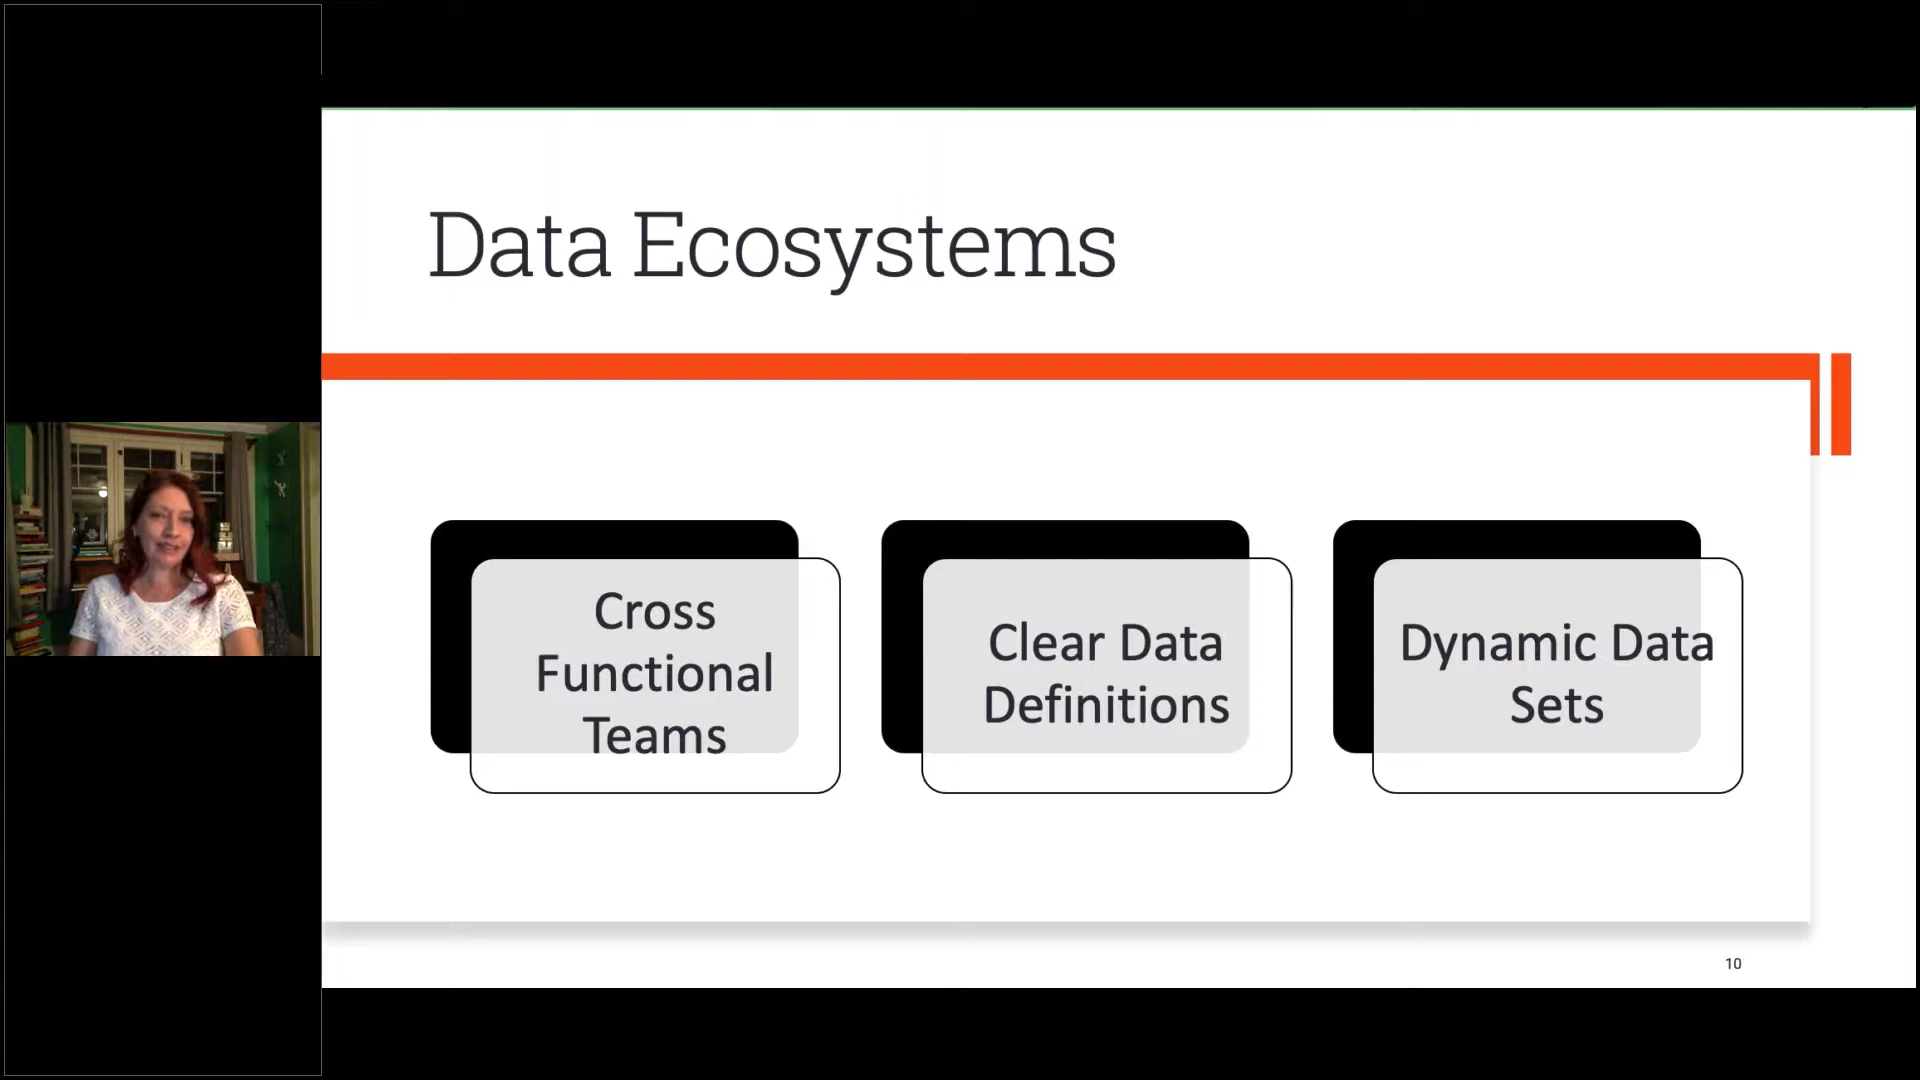 Data Ecosystems
Cross
Functional
Teams
Clear Data
Definitions
Dynamic Data
Sets
10